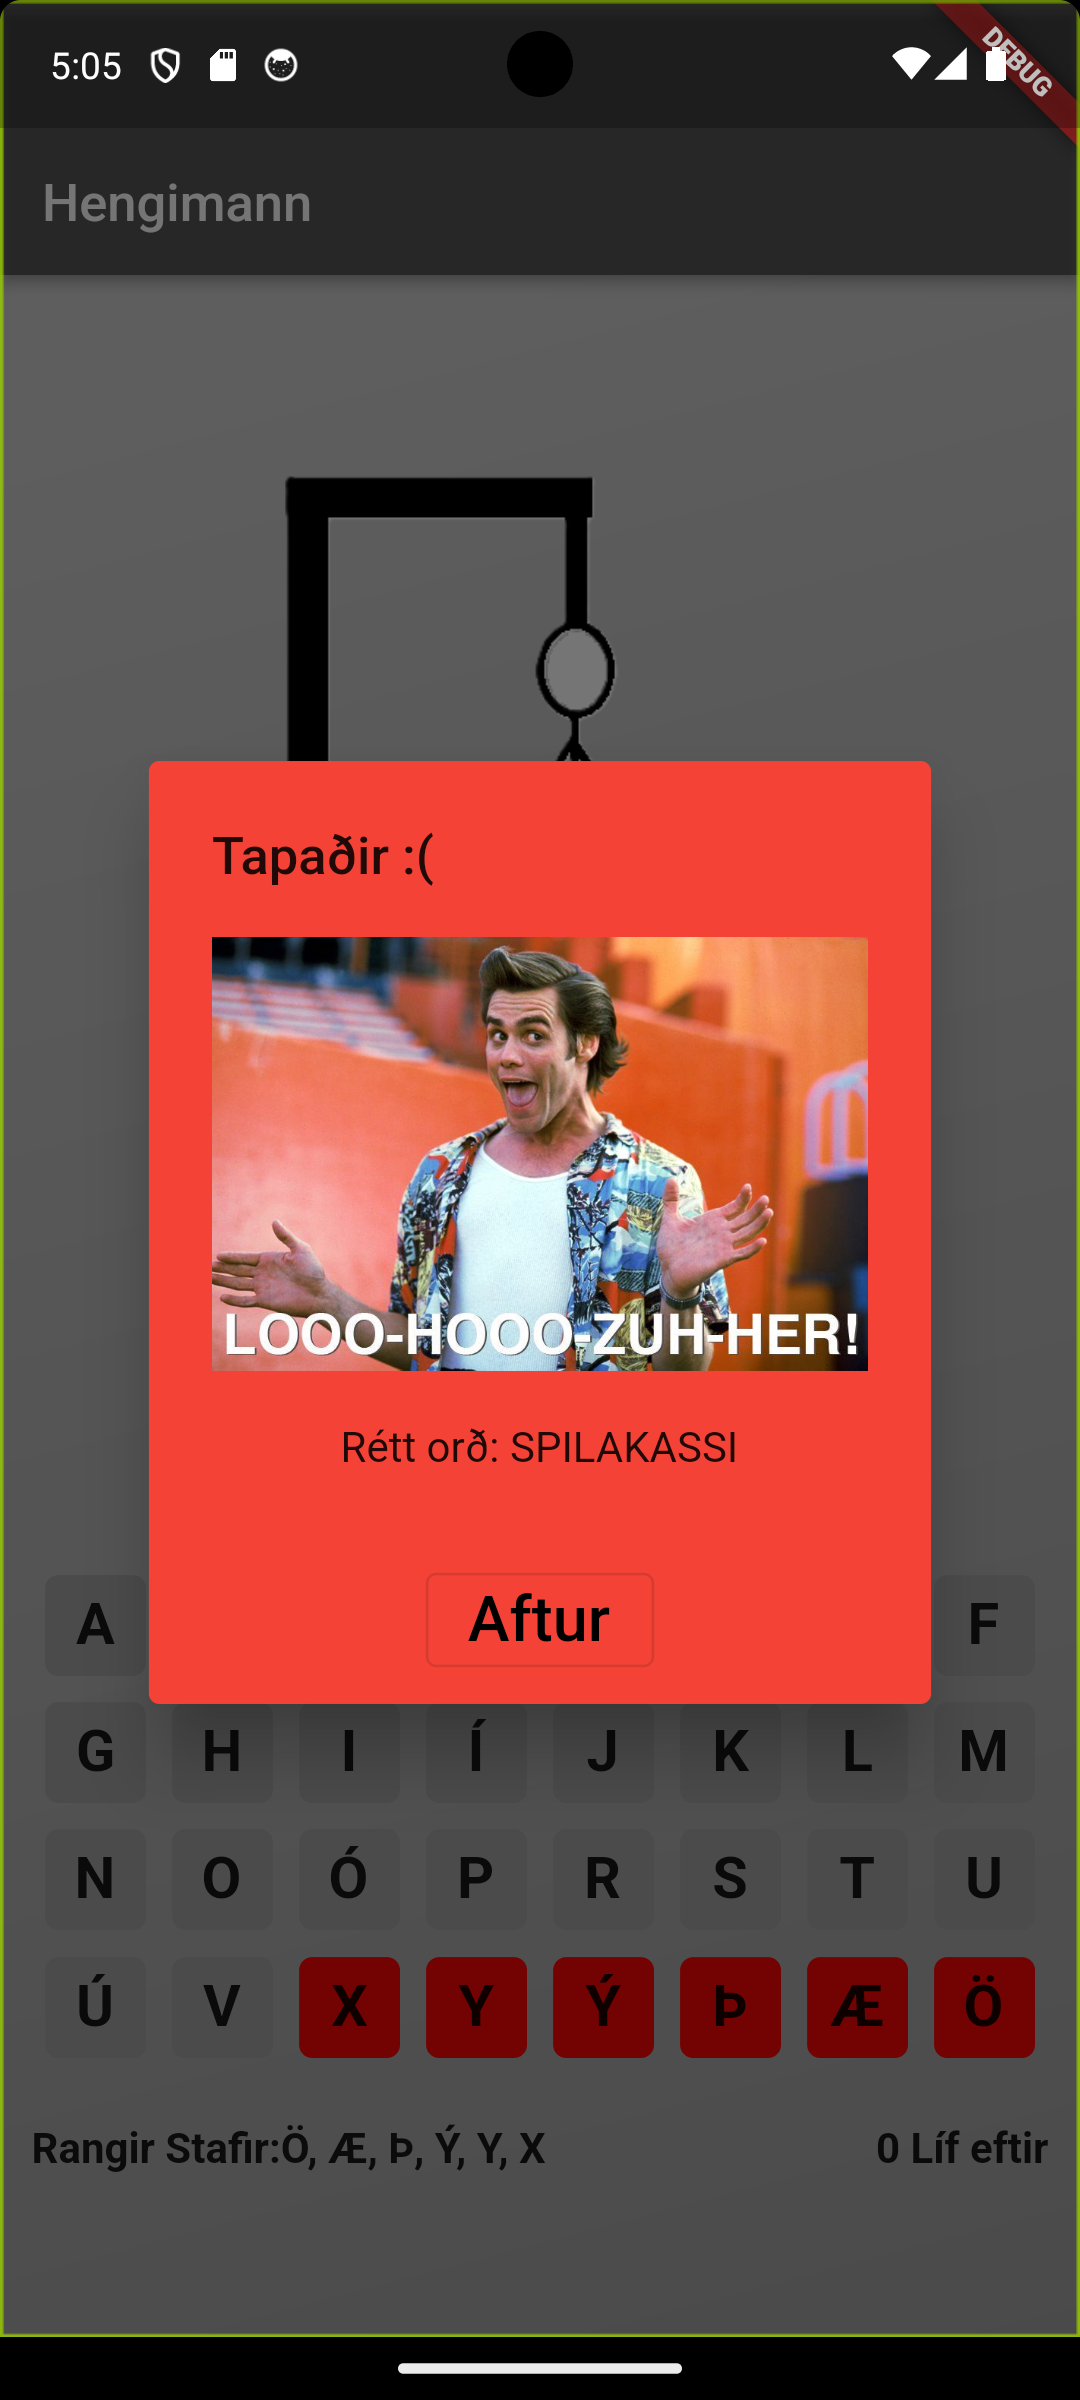 5:05
DEBUG
Hengimann
Tapaðir :(
LOOO-HOOO-ZUH-HER!
Rétt orð: SPILAKASSI
Aftur
A F
G H I Í J K L M
N O Ó P R S T U
Ú V X Y Ý Þ Æ Ö
Rangir Stafir:Ö, Æ, Þ, Ý, Y, X 0 Líf eftir